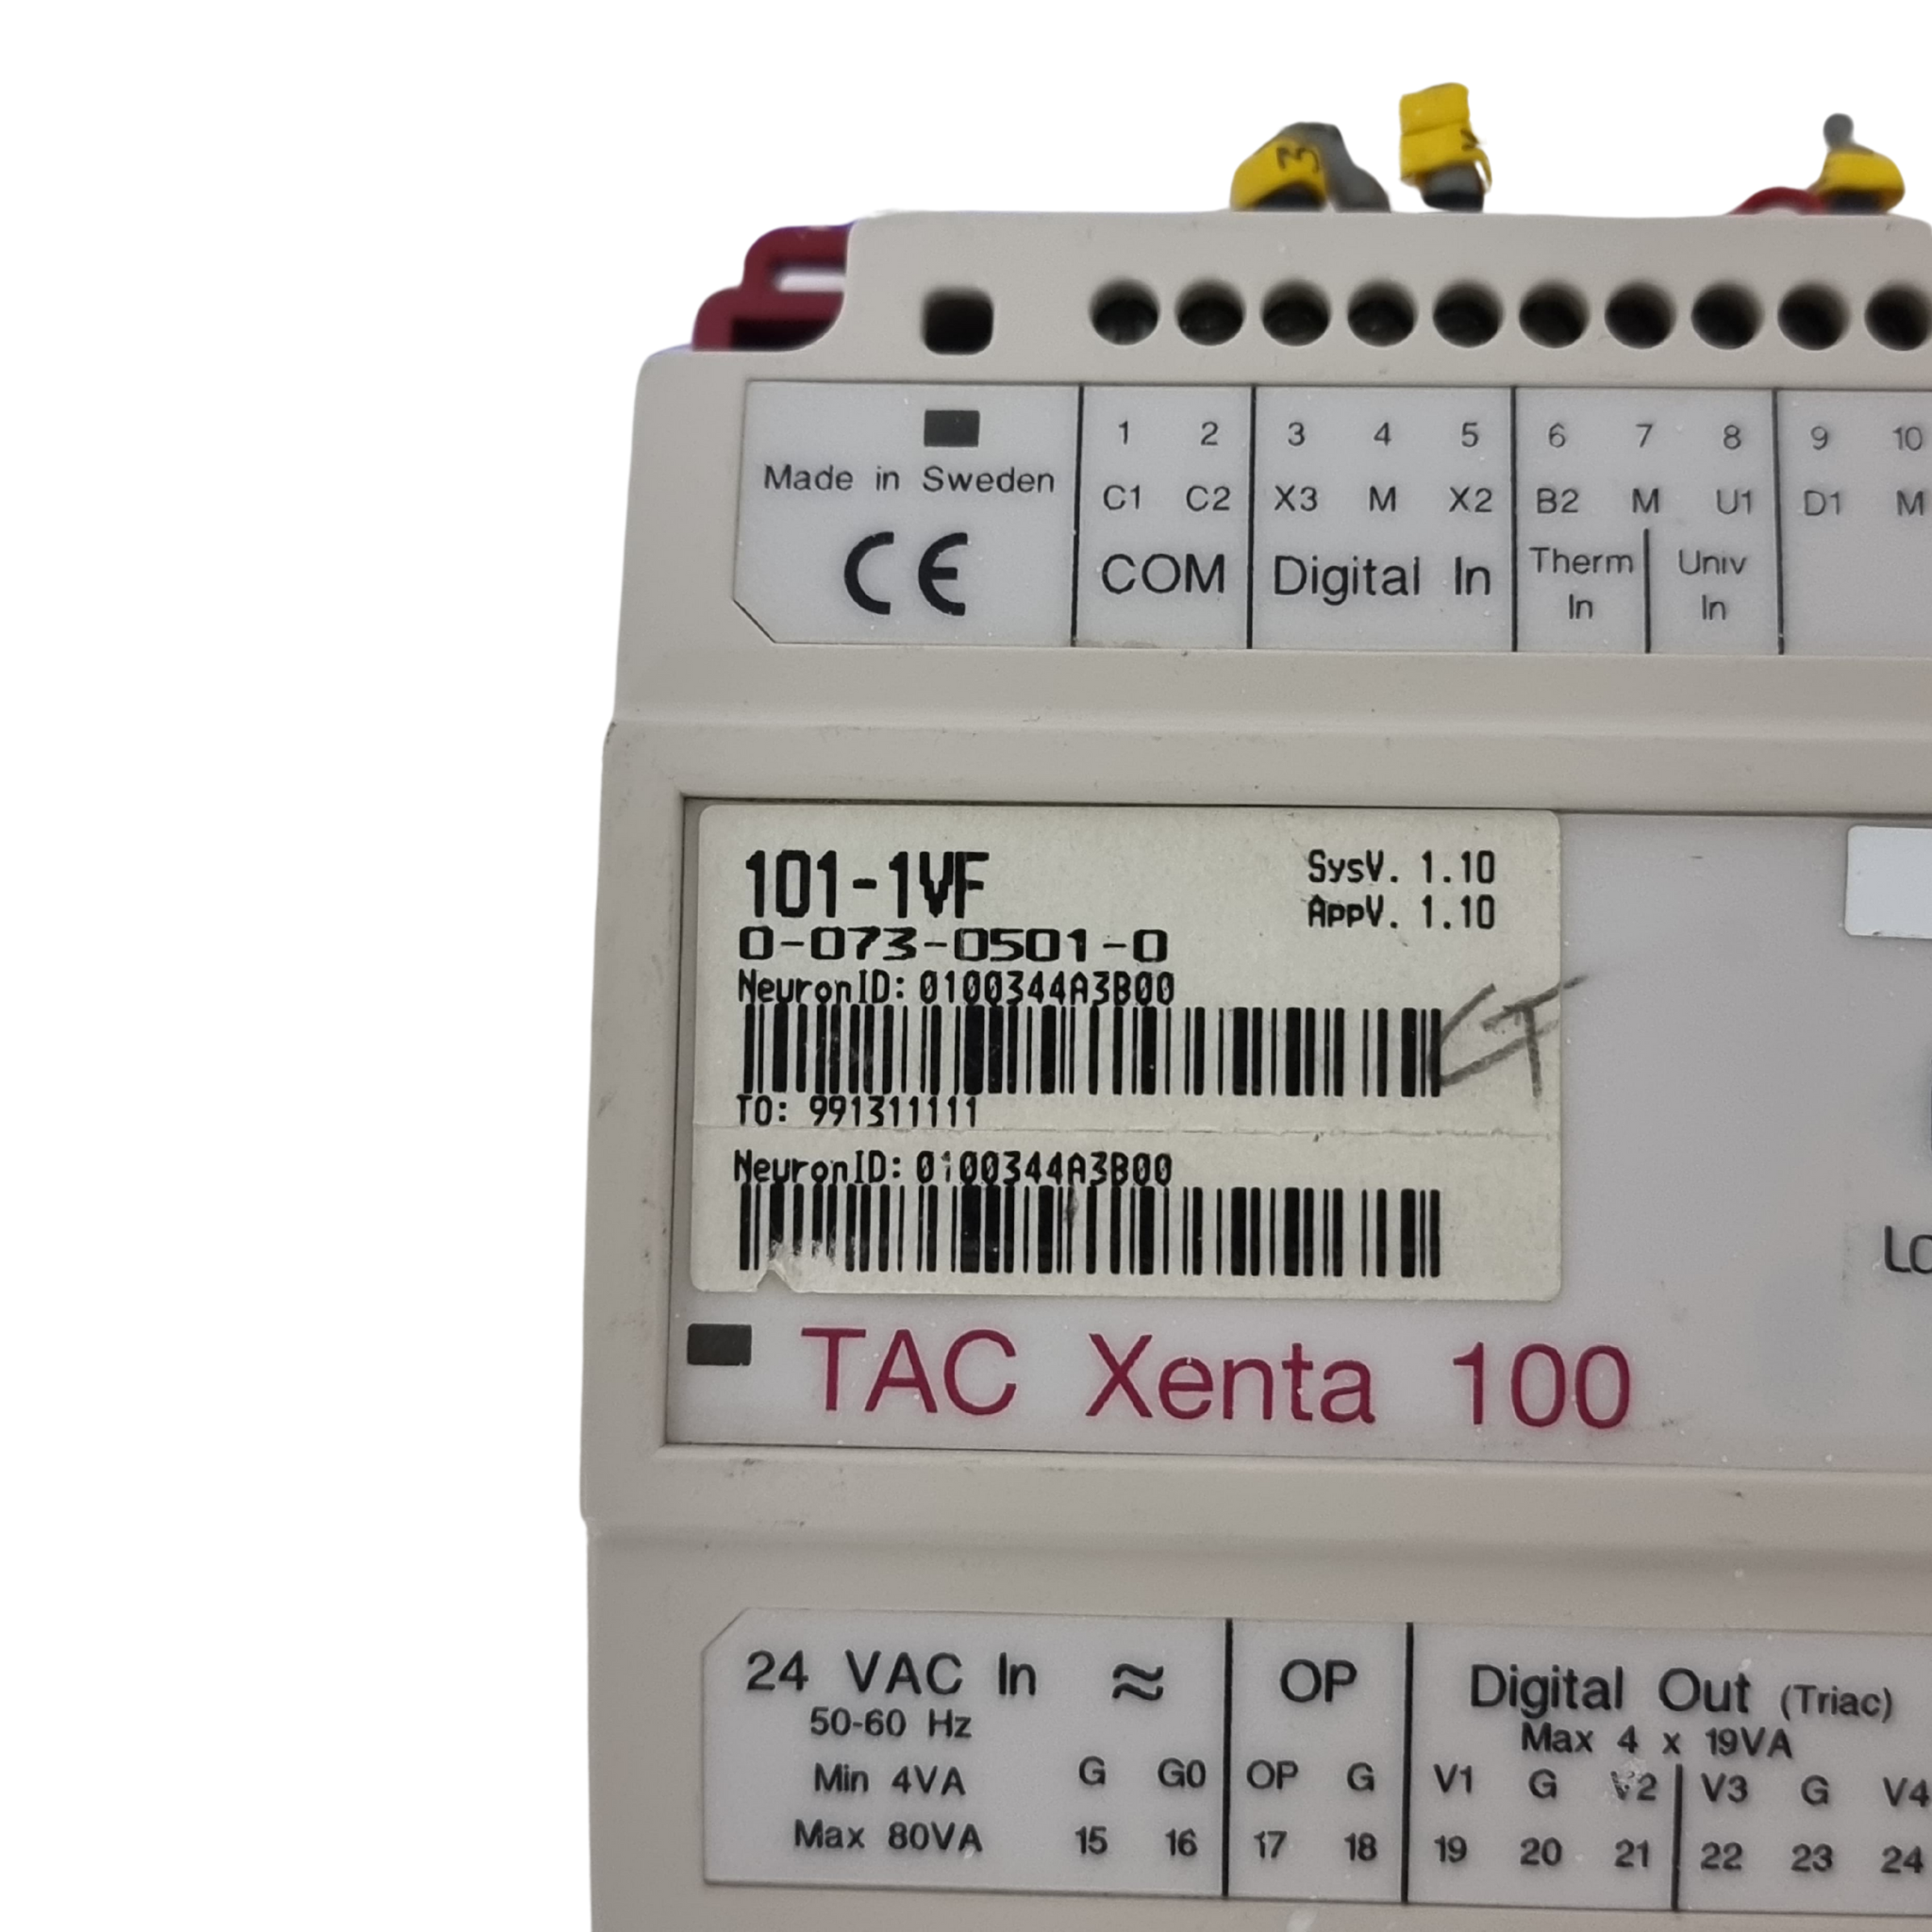 3
1 2 3 4 5 6 7 8 9 10
Made in Sweden
C1 C2 X3 M X2 B2 M U1 D1 M
CE
COM Digital In Therm In Univ In
101-1VF
SysV. 1.10
AppV. 1.10
0-073-0501-0
NeuronID: 0100344A3B00
CT
TO: 991311111
NeuronID: 0100344A3B00
TAC Xenta 100
24 VAC In ≈ OP Digital Out (Triac)
50-60 Hz Max 4 x 19VA
Min 4VA G G0 OP G V1 G V2 V3 G V4
Max 80VA 15 16 17 18 19 20 21 22 23 24